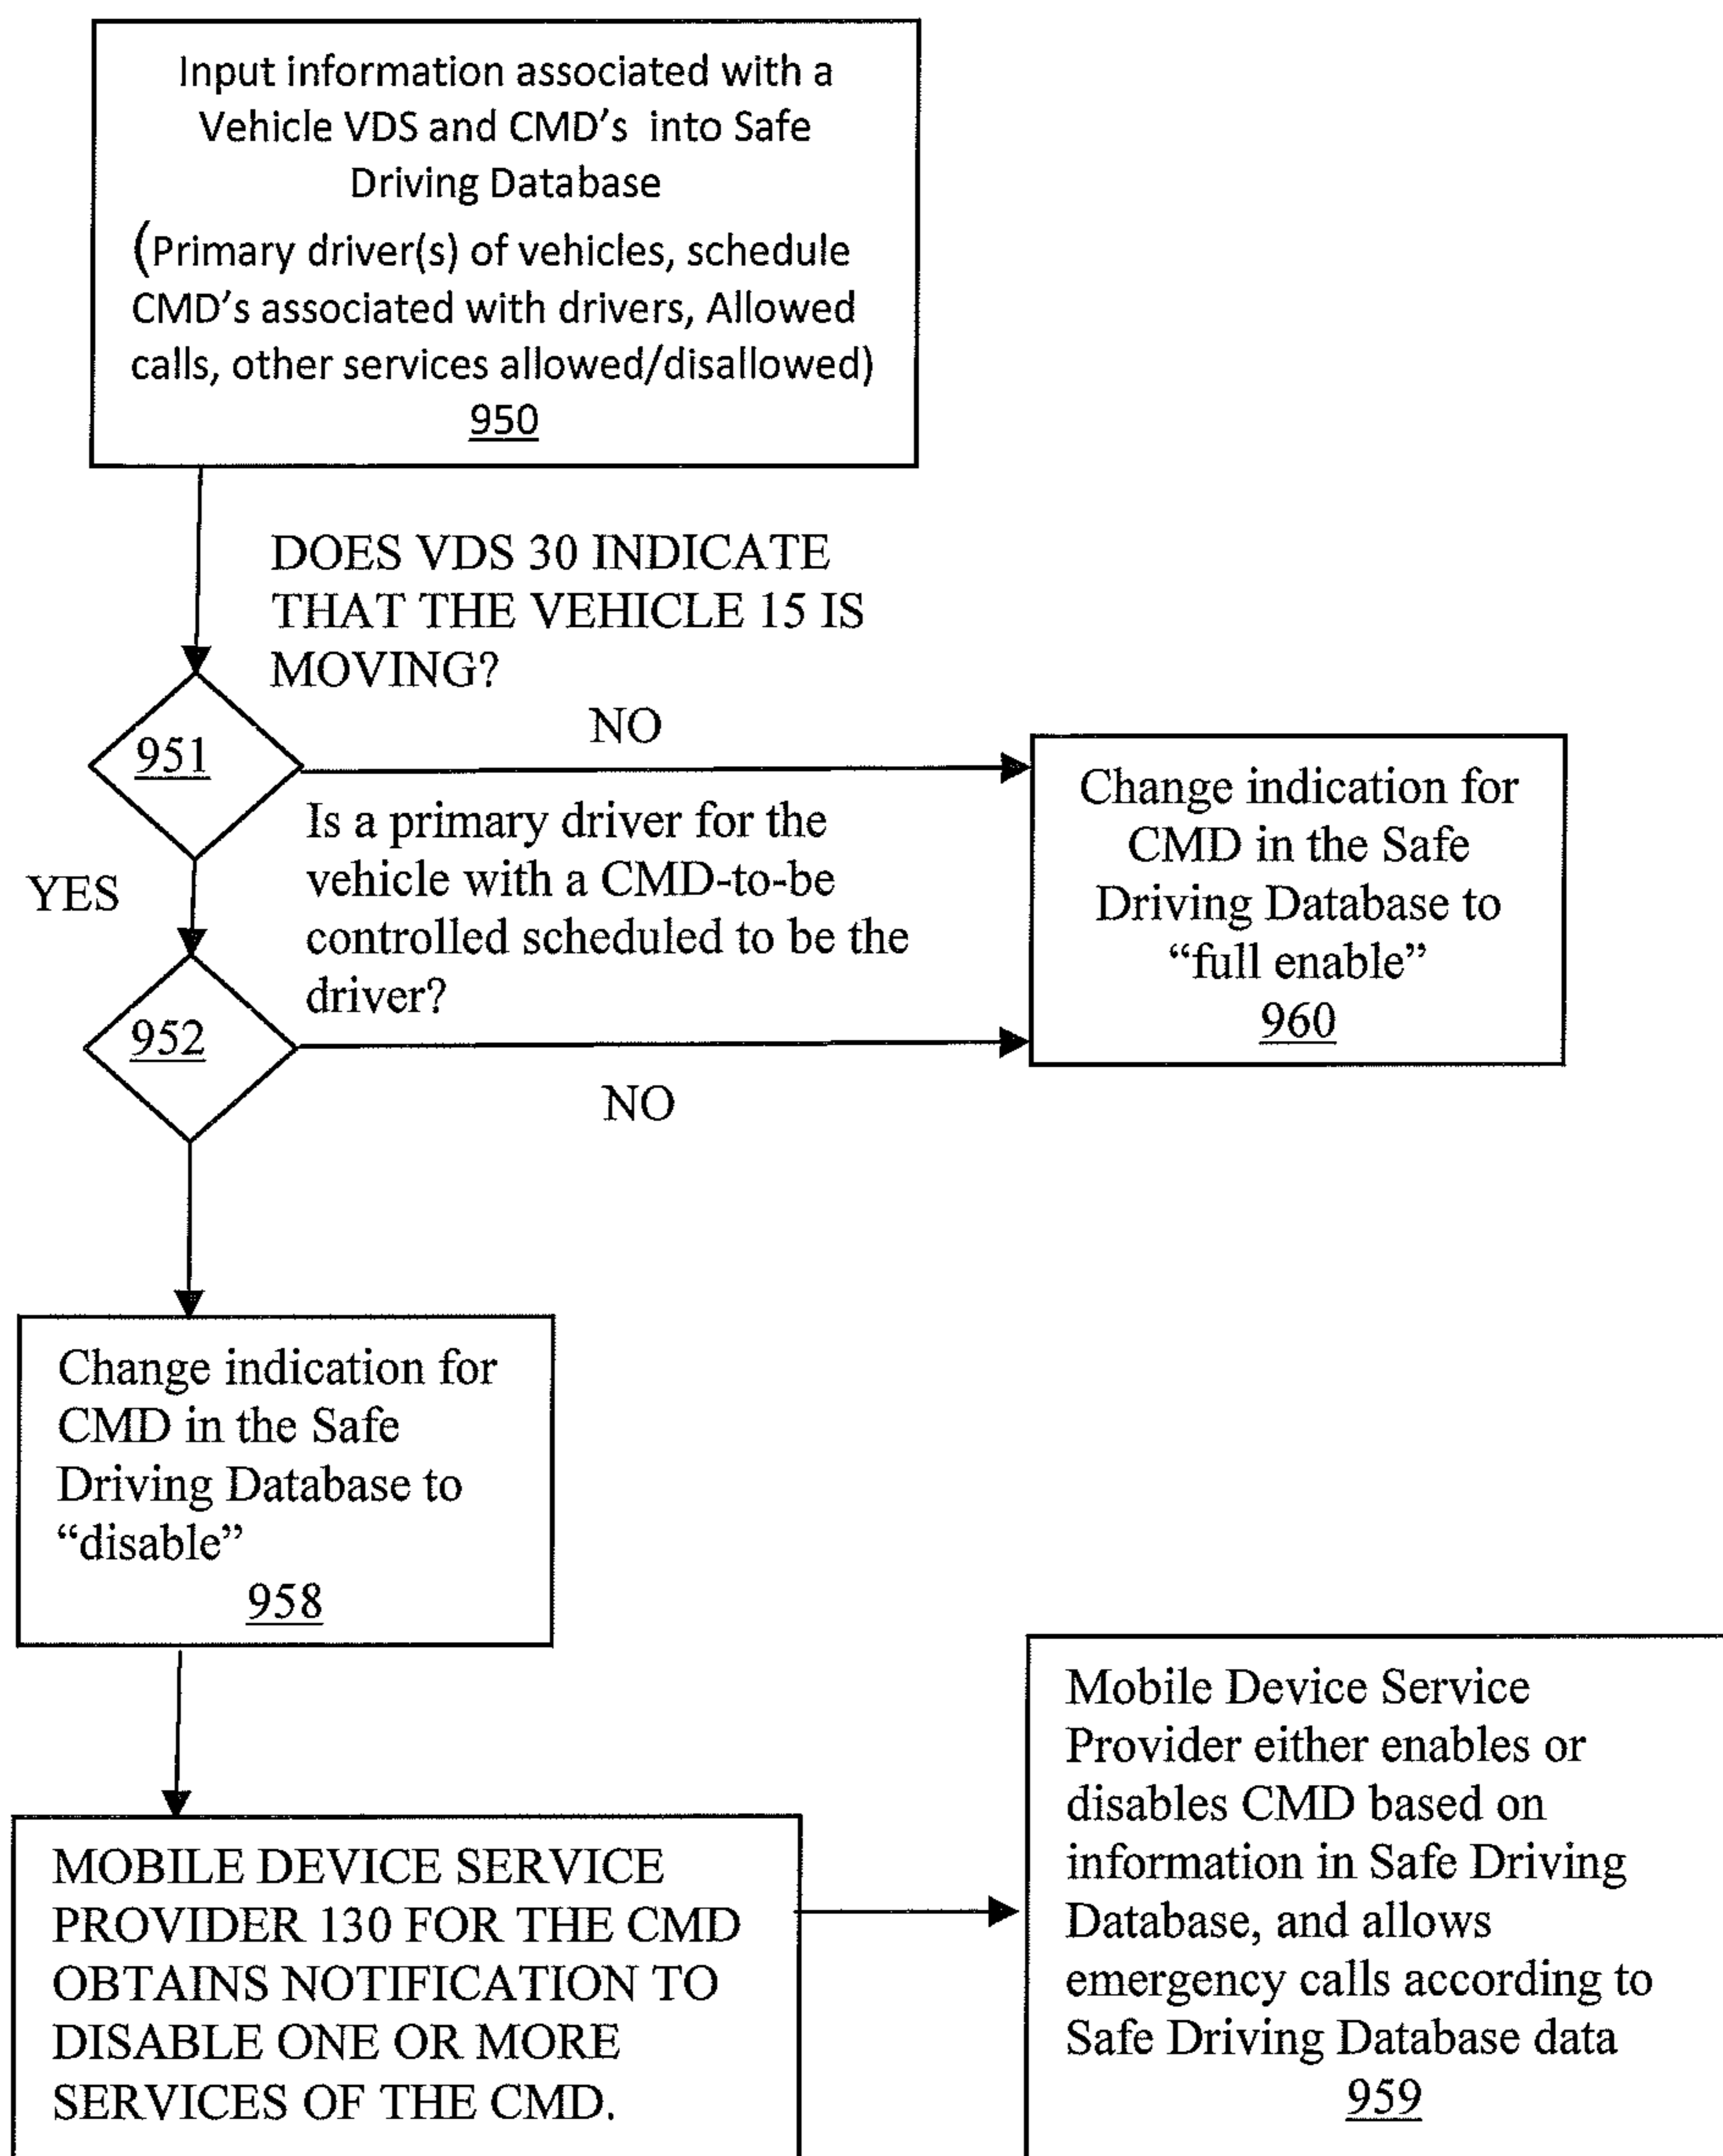 Input information associated with a
Vehicle VDS and CMD's into Safe
Driving Database
(Primary driver(s) of vehicles, schedule
CMD's associated with drivers, Allowed
calls, other services allowed/disallowed)
950
DOES VDS 30 INDICATE
THAT THE VEHICLE 15 IS
MOVING?
951
NO
YES
Is a primary driver for the
vehicle with a CMD-to-be
controlled scheduled to be the
driver?
952
NO
Change indication for
CMD in the Safe
Driving Database to
“full enable”
960
Change indication for
CMD in the Safe
Driving Database to
“disable”
958
MOBILE DEVICE SERVICE
PROVIDER 130 FOR THE CMD
OBTAINS NOTIFICATION TO
DISABLE ONE OR MORE
SERVICES OF THE CMD.
Mobile Device Service
Provider either enables or
disables CMD based on
information in Safe Driving
Database, and allows
emergency calls according to
Safe Driving Database data
959